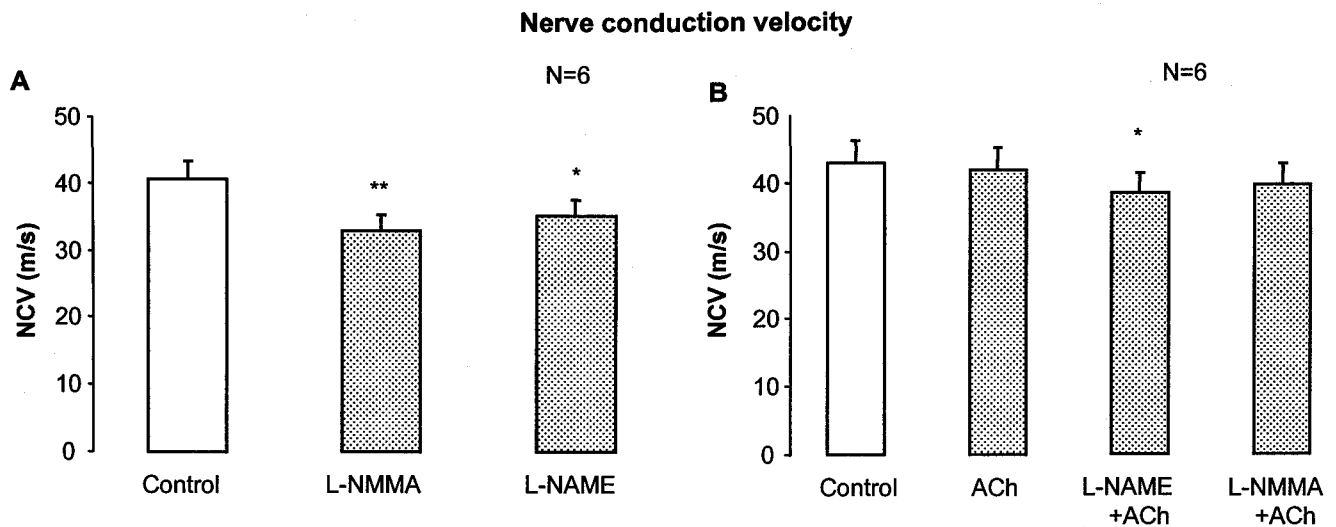 Nerve conduction velocity
A
N=6
NCV (m/s)
50
40
30
20
10
0
**
*
Control
L-NMMA
L-NAME
B
N=6
NCV (m/s)
50
40
30
20
10
0
*
Control
ACh
L-NAME
+ACh
L-NMMA
+ACh